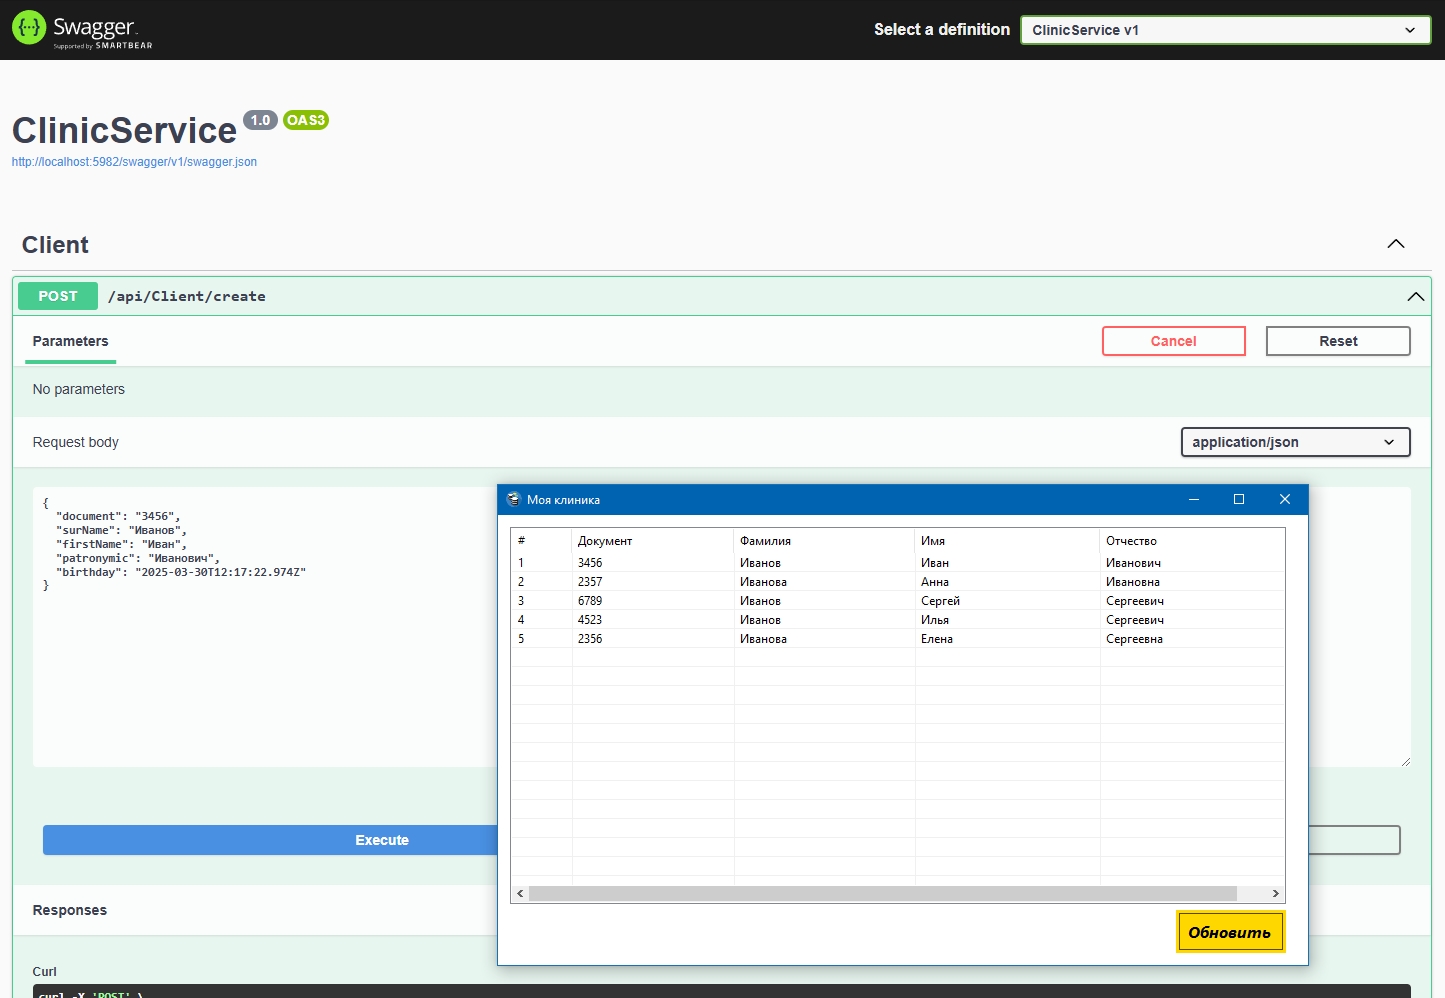 Swagger
Supported by SMARTBEAR
Select a definition
ClinicService v1
ClinicService 1.0 OAS3
http://localhost:5982/swagger/v1/swagger.json
Client
POST /api/Client/create
Parameters
Cancel
Reset
No parameters
Request body
application/json
{
"document": "3456",
"surName": "Иванов",
"firstName": "Иван",
"patronymic": "Иванович",
"birthday": "2025-03-30T12:17:22.974Z"
}
Моя клиника
# Документ Фамилия Имя Отчество
1 3456 Иванов Иван Иванович
2 2357 Иванова Анна Ивановна
3 6789 Иванов Сергей Сергеевич
4 4523 Иванов Илья Сергеевич
5 2356 Иванова Елена Сергеевна
Обновить
Execute
Responses
Curl
curl -X 'POST' \